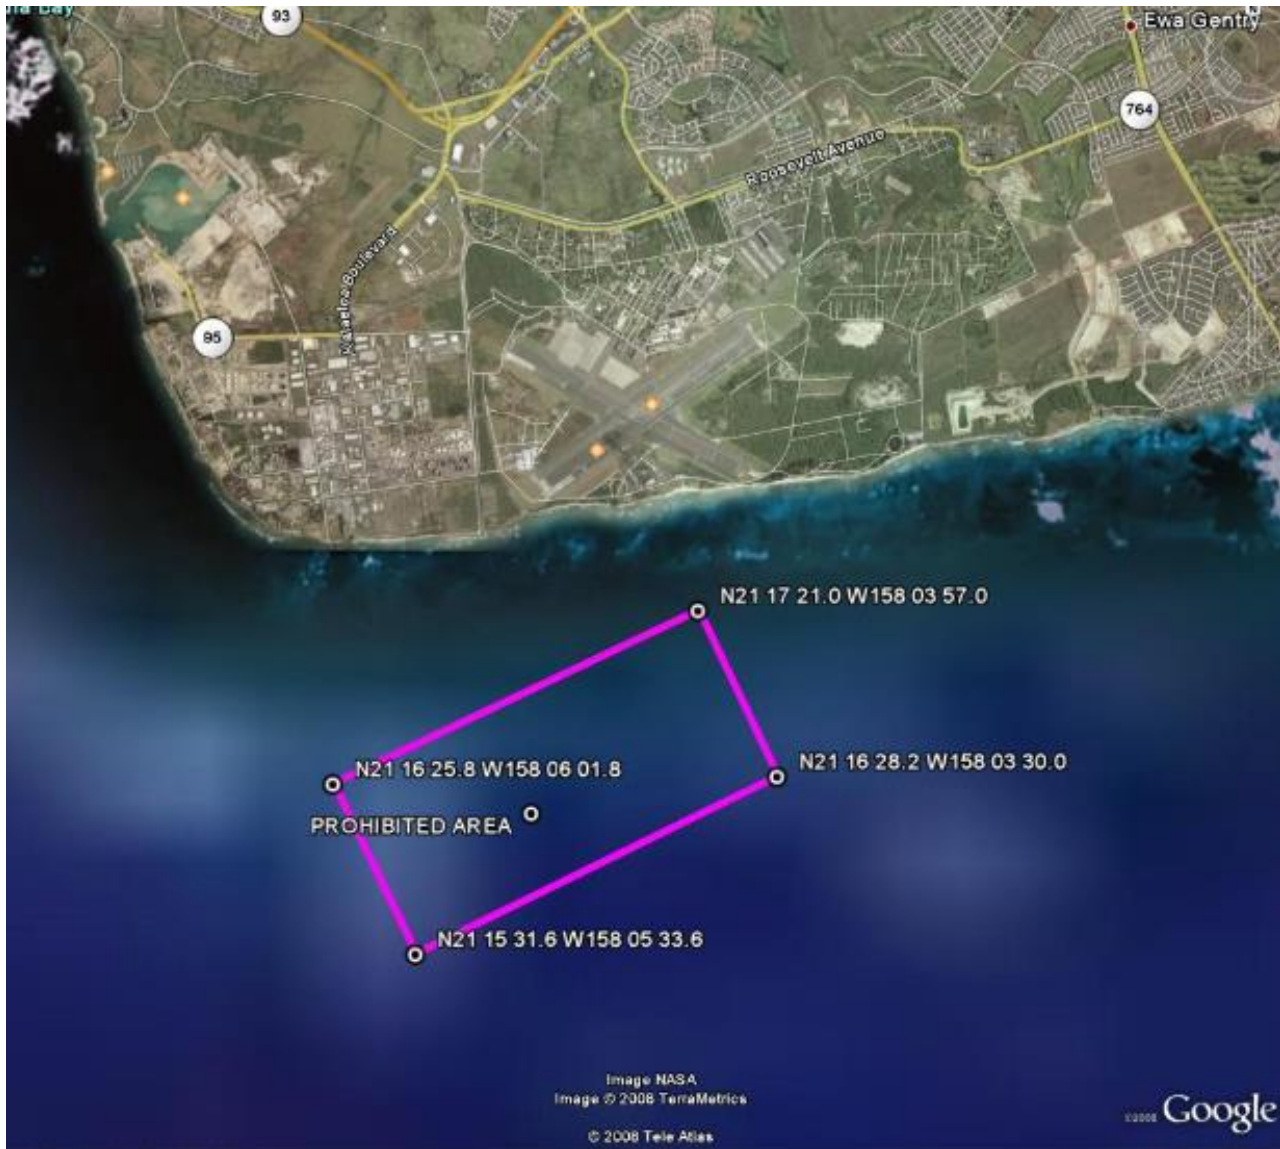 93
Ewa Gentry
764
Roosevelt Avenue
Kalaeloa Boulevard
95
N21 17 21.0 W158 03 57.0
N21 16 28.2 W158 03 30.0
N21 16 25.8 W158 06 01.8
PROHIBITED AREA
N21 15 31.6 W158 05 33.6
Image NASA
Image © 2008 TerraMetrics
© 2008 Tele Atlas
©2008 Google